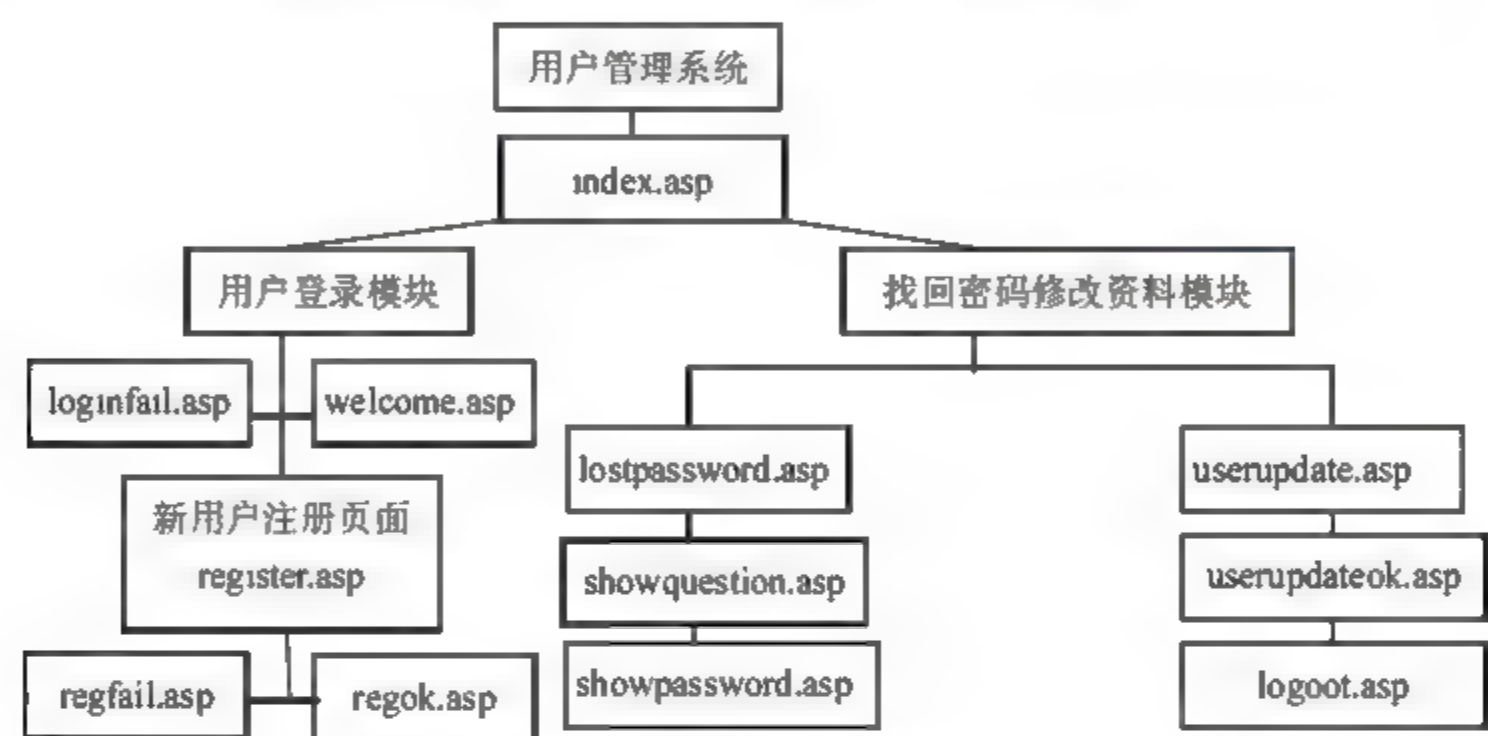 用户管理系统
index.asp
用户登录模块
找回密码修改资料模块
loginfail.asp
welcome.asp
lostpassword.asp
userupdate.asp
新用户注册页面
register.asp
showquestion.asp
userupdateok.asp
regfail.asp
regok.asp
showpassword.asp
logoot.asp